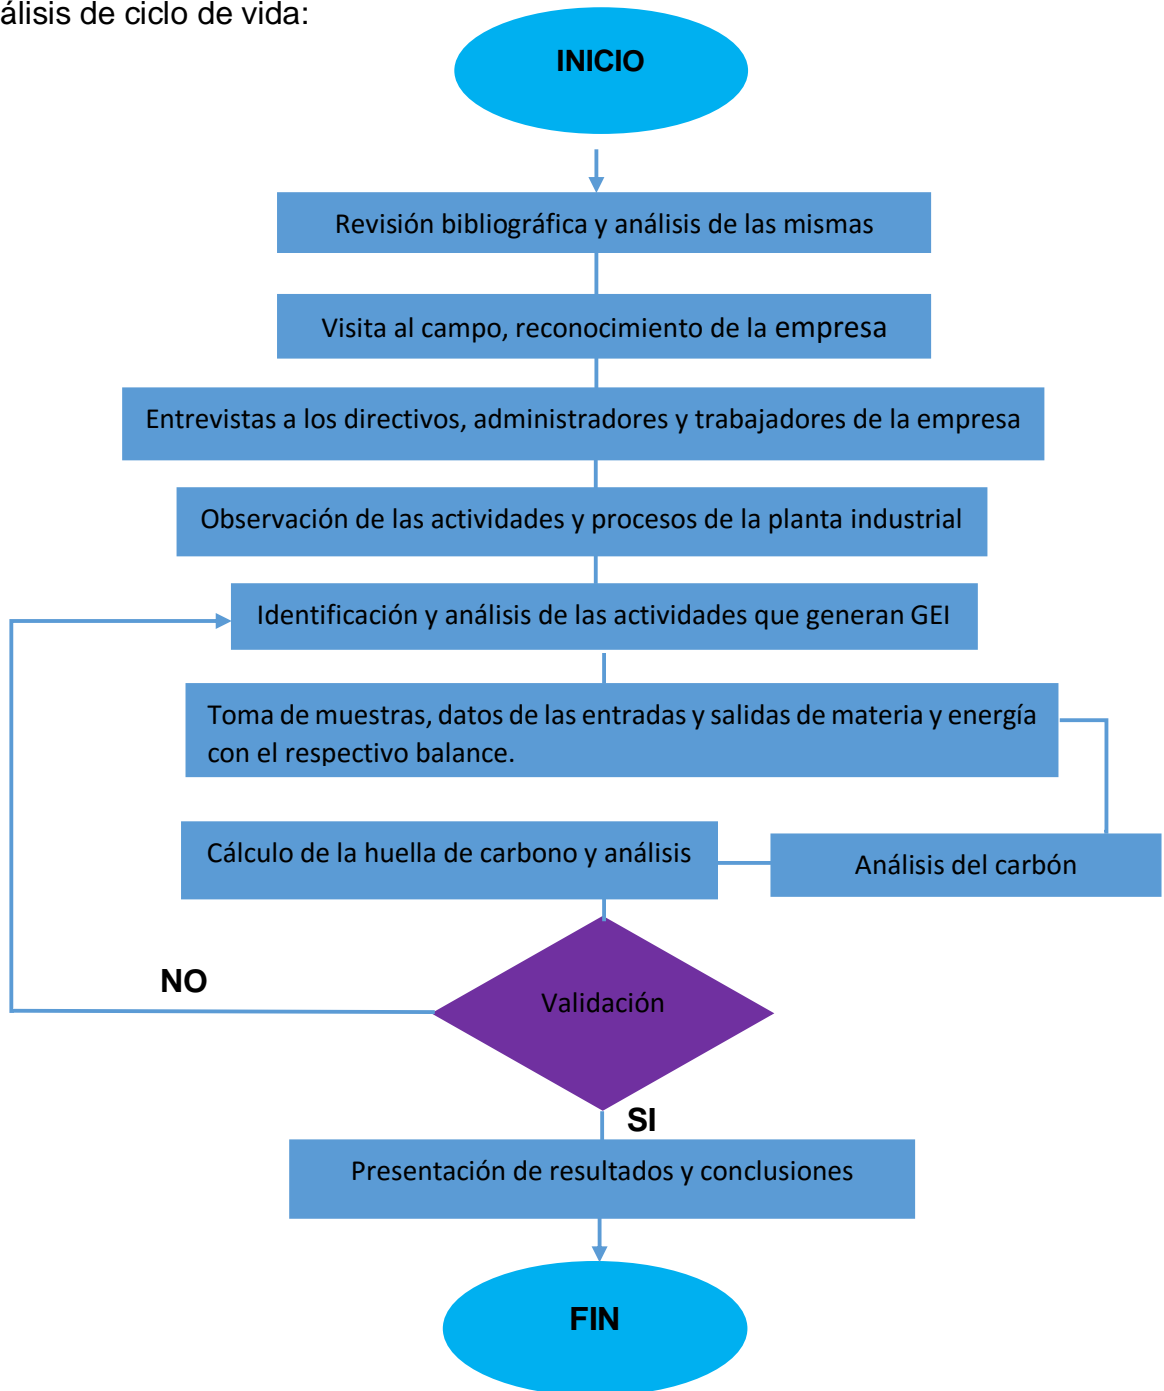 álisis de ciclo de vida:
INICIO
Revisión bibliográfica y análisis de las mismas
Visita al campo, reconocimiento de la empresa
Entrevistas a los directivos, administradores y trabajadores de la empresa
Observación de las actividades y procesos de la planta industrial
Identificación y análisis de las actividades que generan GEI
Toma de muestras, datos de las entradas y salidas de materia y energía
con el respectivo balance.
Análisis del carbón
Cálculo de la huella de carbono y análisis
Validación
NO
SI
Presentación de resultados y conclusiones
FIN